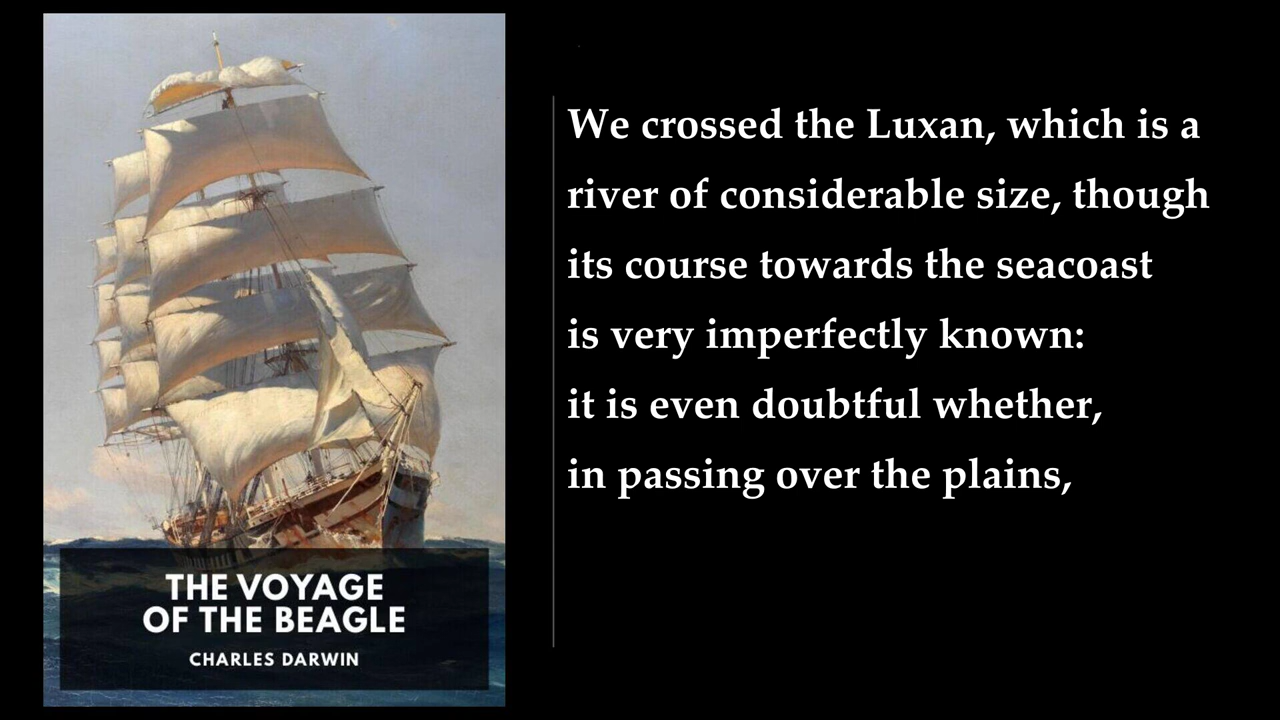 THE VOYAGE
OF THE BEAGLE
CHARLES DARWIN
We crossed the Luxan, which is a
river of considerable size, though
its course towards the seacoast
is very imperfectly known:
it is even doubtful whether,
in passing over the plains,